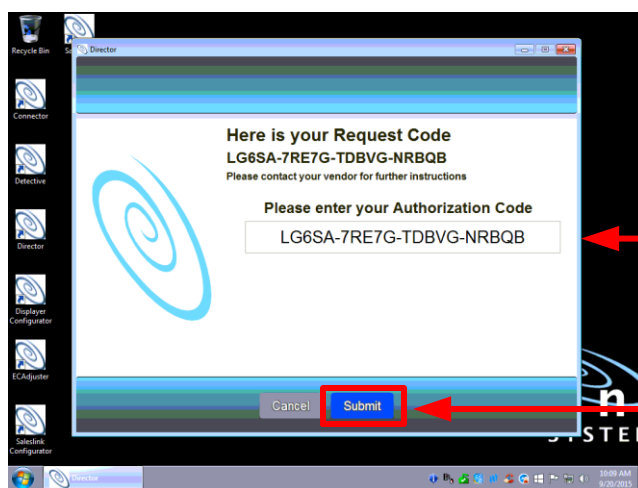 Recycle Bin
Director
Connector
Detective
Director
Displayer
Configurator
ECAdjuster
Saleslink
Configurator
Here is your Request Code
LG6SA-7RE7G-TDBVG-NRBQB
Please contact your vendor for further instructions
Please enter your Authorization Code
LG6SA-7RE7G-TDBVG-NRBQB
Cancel
Submit
Director
10:09 AM
9/20/2015